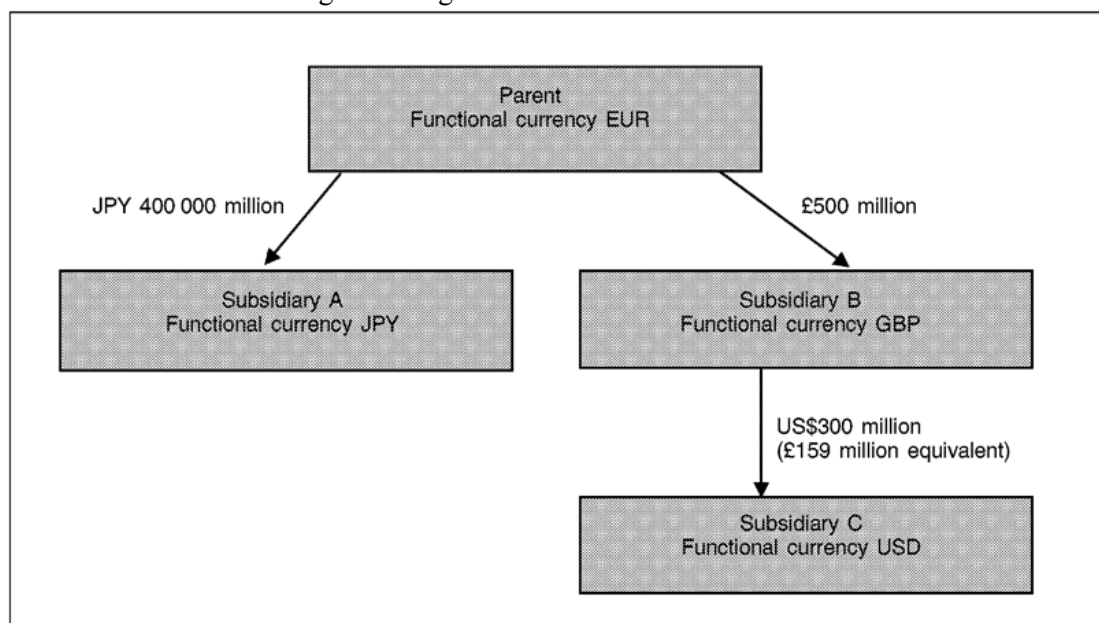 Parent
Functional currency EUR
JPY 400 000 million
£500 million
Subsidiary A
Functional currency JPY
Subsidiary B
Functional currency GBP
US$300 million
(£159 million equivalent)
Subsidiary C
Functional currency USD